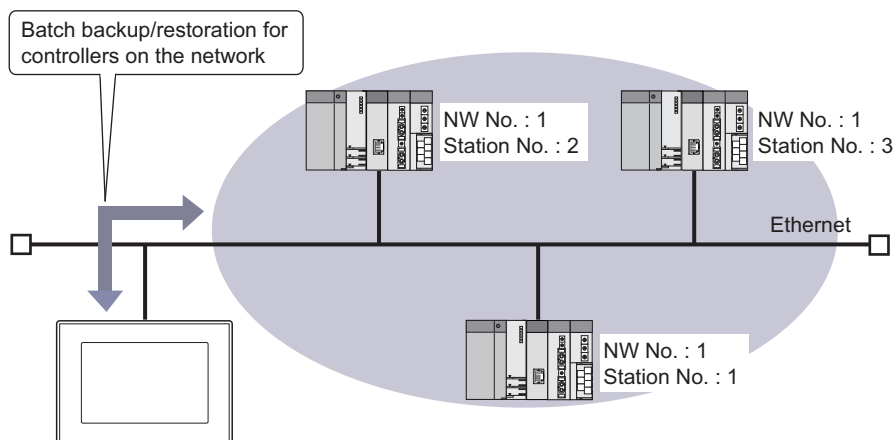 Batch backup/restoration for
controllers on the network
NW No. : 1
Station No. : 2
NW No. : 1
Station No. : 3
Ethernet
NW No. : 1
Station No. : 1